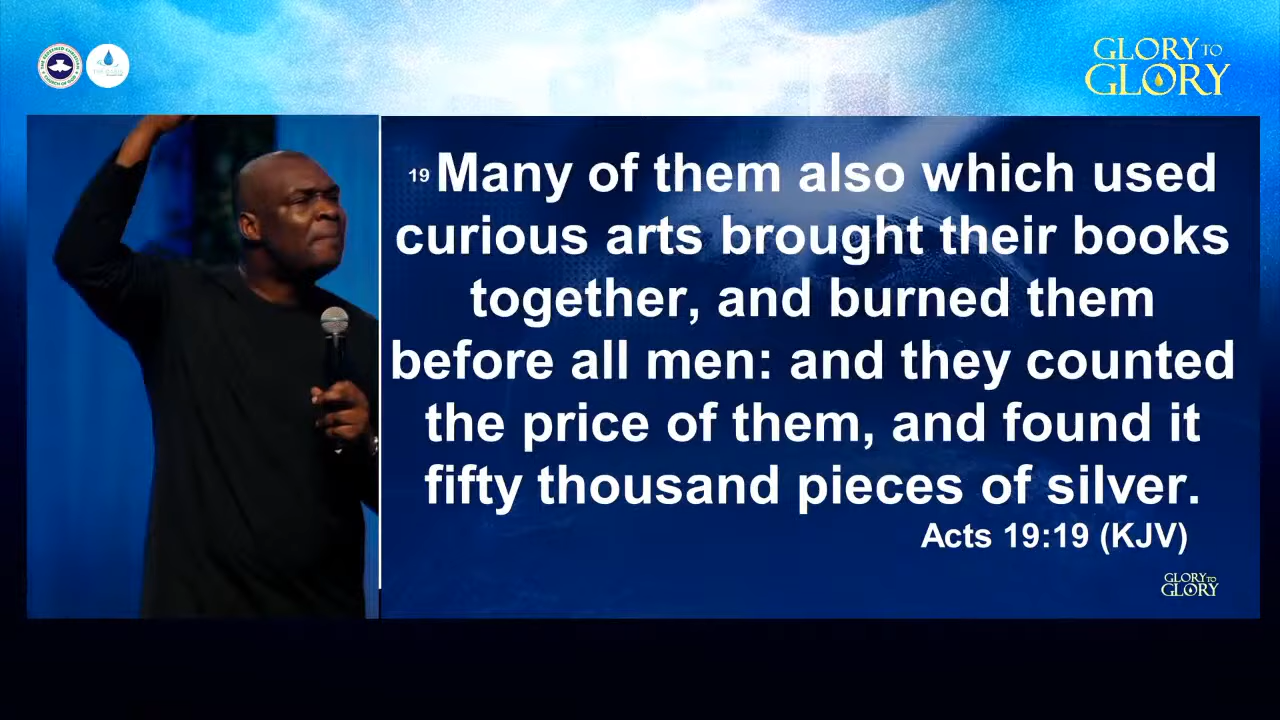 GLORY TO
GLORY
19 Many of them also which used
curious arts brought their books
together, and burned them
before all men: and they counted
the price of them, and found it
fifty thousand pieces of silver.
Acts 19:19 (KJV)
GLORY TO
GLORY